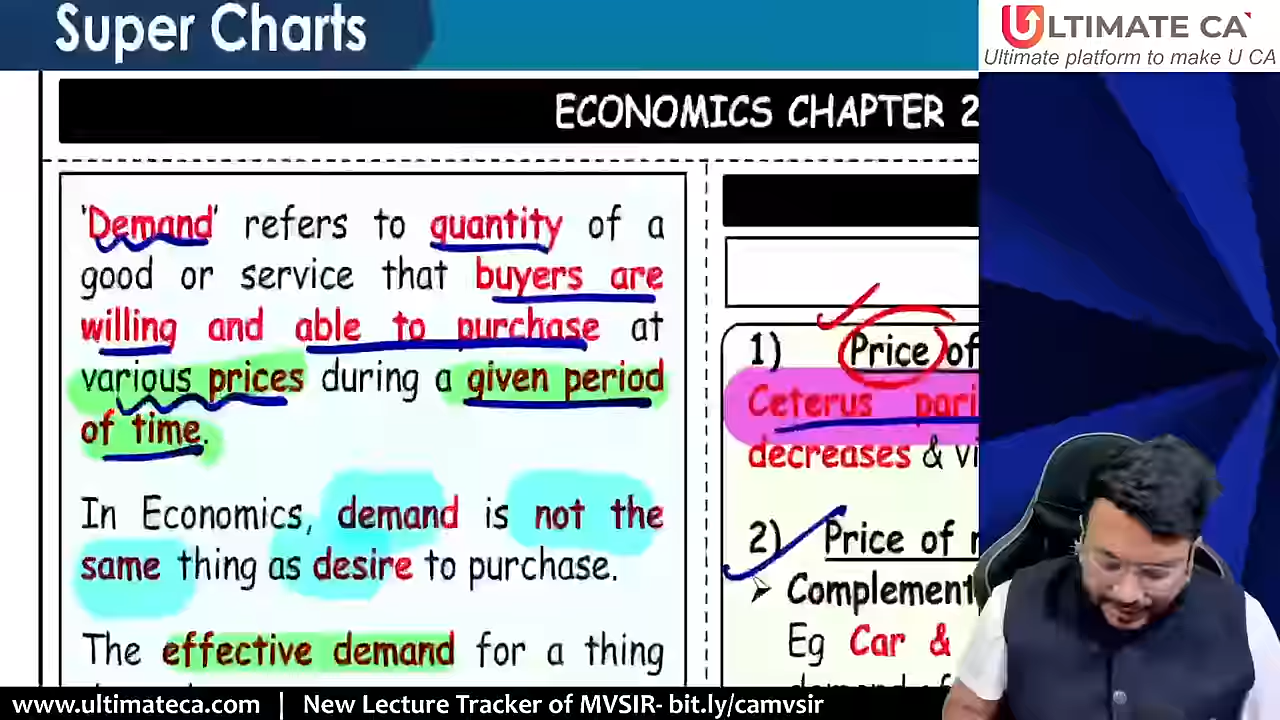 Super Charts
ULTIMATE CA
Ultimate platform to make U CA
ECONOMICS CHAPTER 2
'Demand' refers to quantity of a
good or service that buyers are
willing and able to purchase at
various prices during a given period
of time.
In Economics, demand is not the
same thing as desire to purchase.
The effective demand for a thing
1) Price of
Ceterus pari
decreases & vi
2) Price of
Complement
Eg Car &
www.ultimateca.com | New Lecture Tracker of MVSIR- bit.ly/camvsir